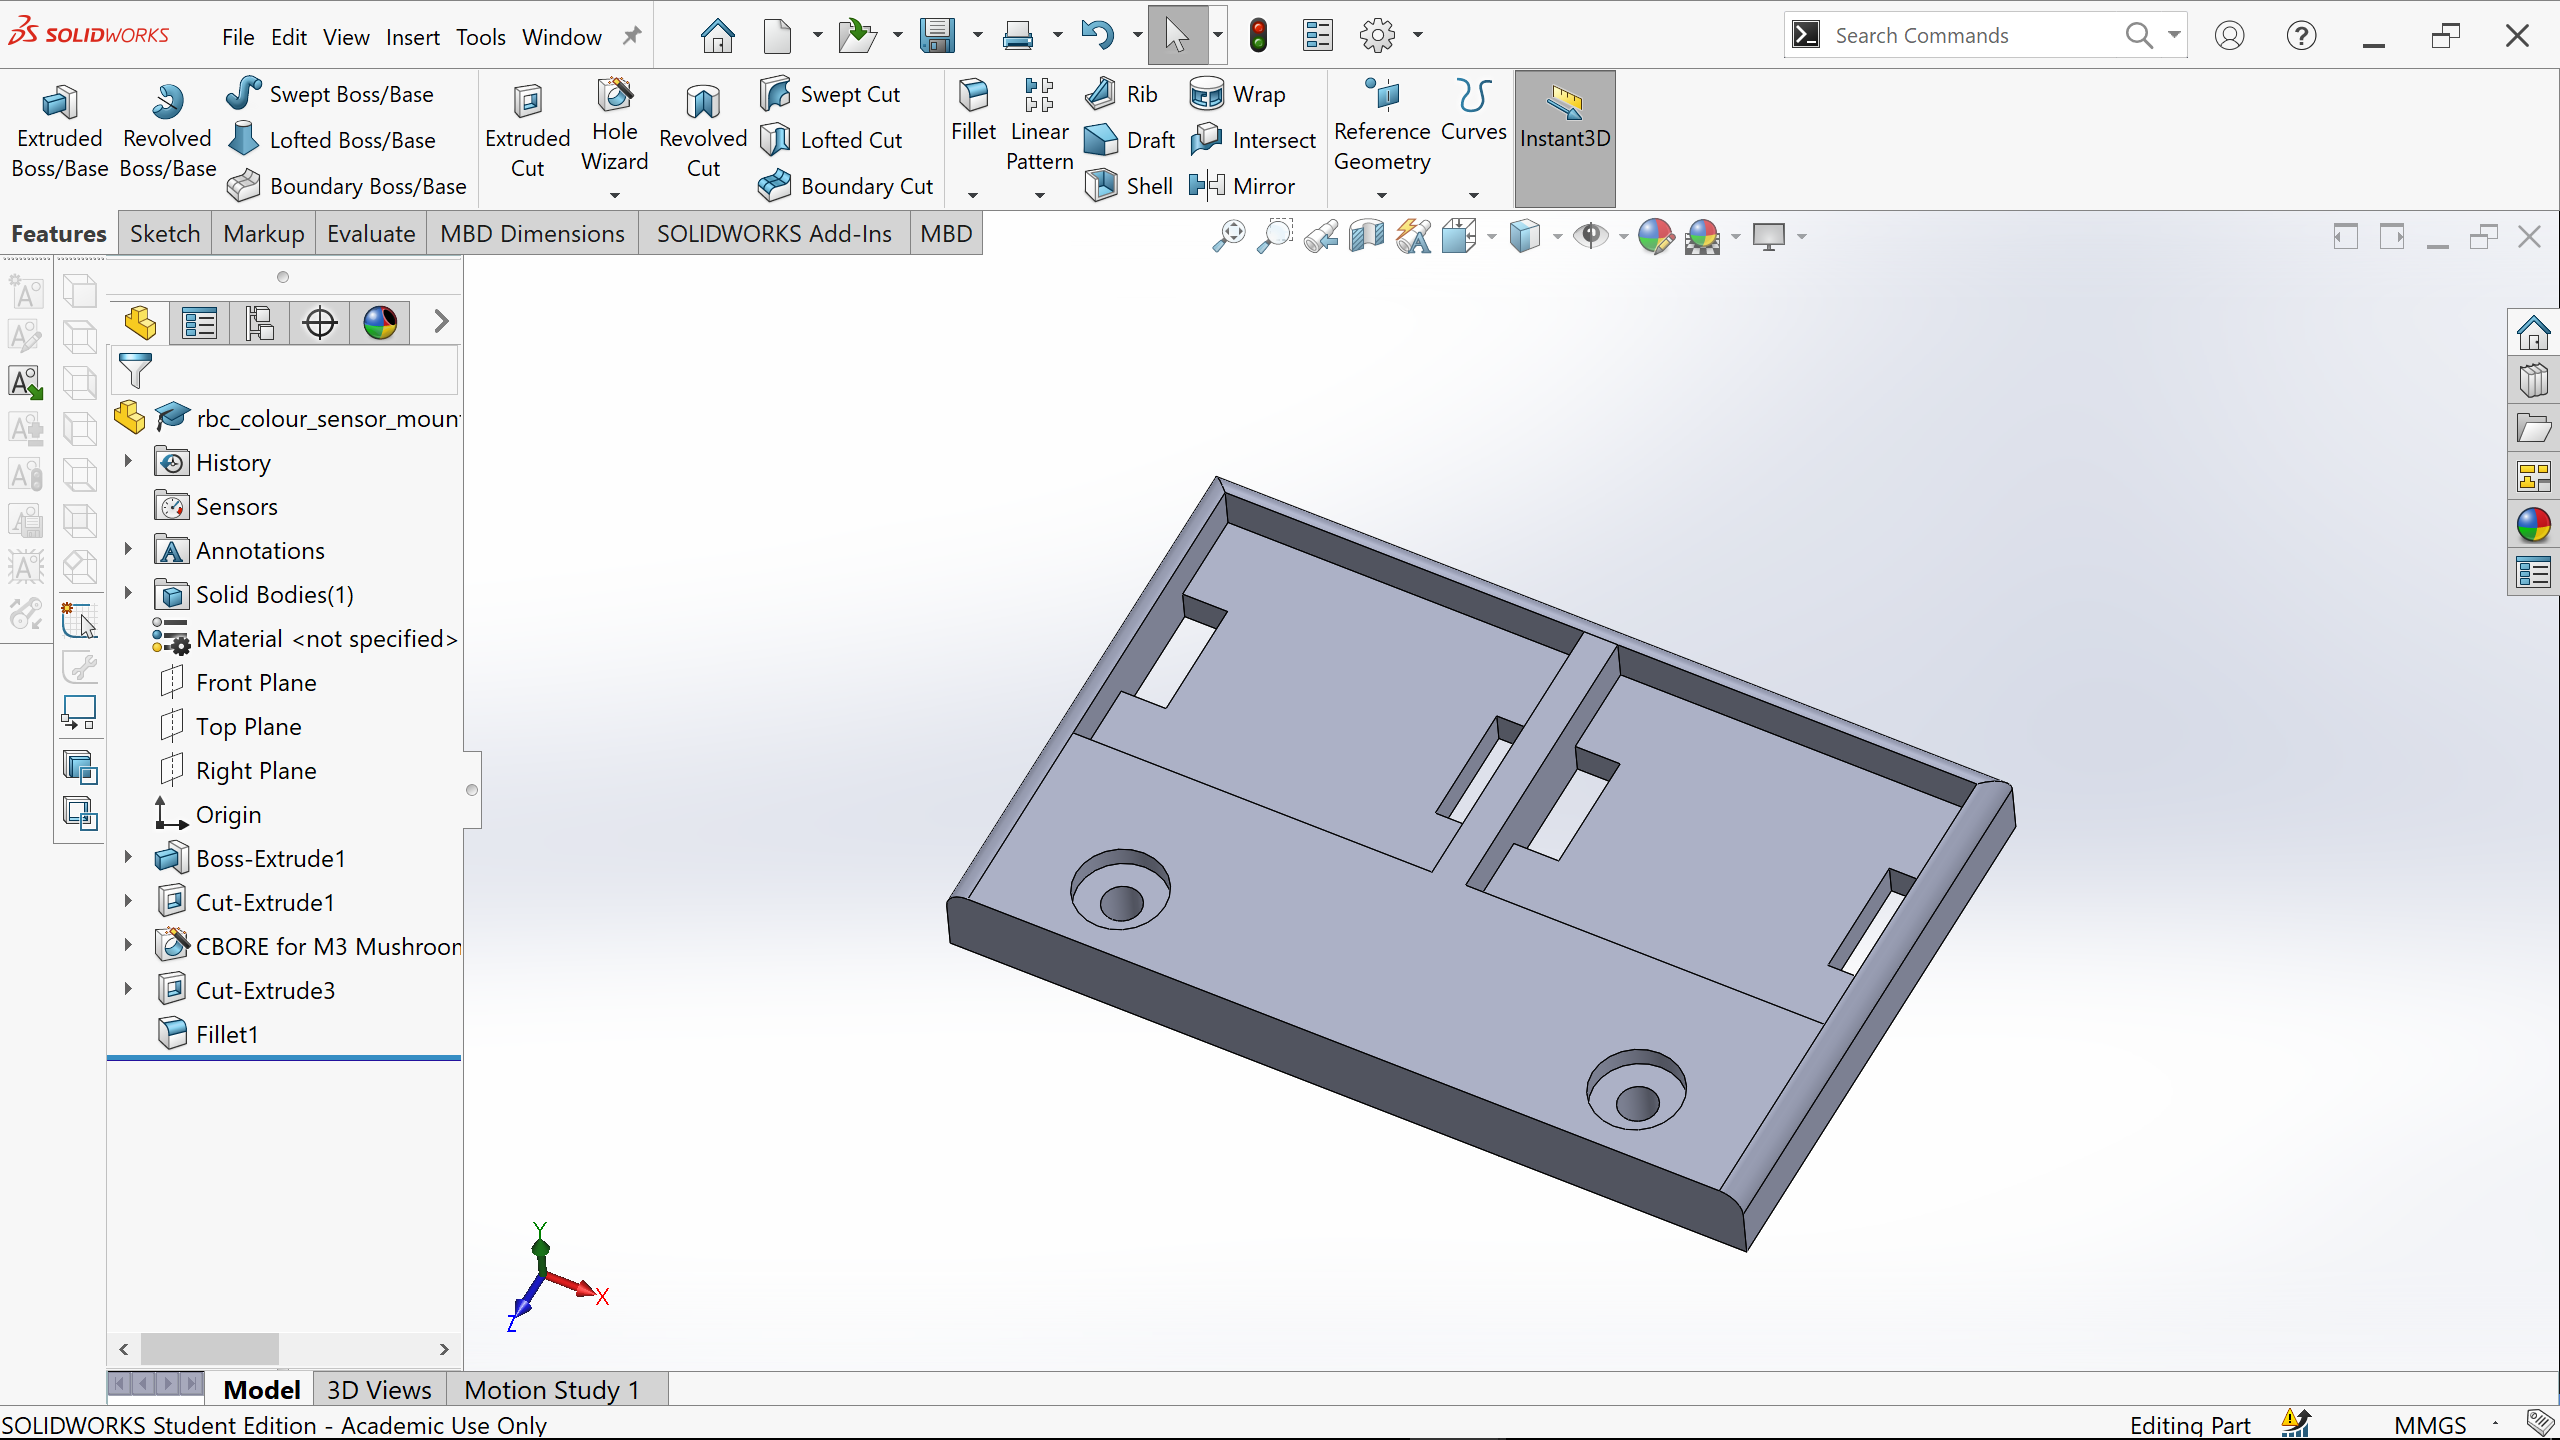 SOLIDWORKS File Edit View Insert Tools Window Search Commands
Extruded Boss/Base Revolved Boss/Base Swept Boss/Base Lofted Boss/Base Boundary Boss/Base Extruded Cut Hole Wizard Revolved Cut Swept Cut Lofted Cut Boundary Cut Fillet Linear Pattern Rib Draft Shell Wrap Intersect Mirror Reference Geometry Curves Instant3D
Features Sketch Markup Evaluate MBD Dimensions SOLIDWORKS Add-Ins MBD
rbc_colour_sensor_moun
History
Sensors
Annotations
Solid Bodies(1)
Material <not specified>
Front Plane
Top Plane
Right Plane
Origin
Boss-Extrude1
Cut-Extrude1
CBORE for M3 Mushroom
Cut-Extrude3
Fillet1
Y
X
Z
Model 3D Views Motion Study 1
SOLIDWORKS Student Edition - Academic Use Only Editing Part MMGS